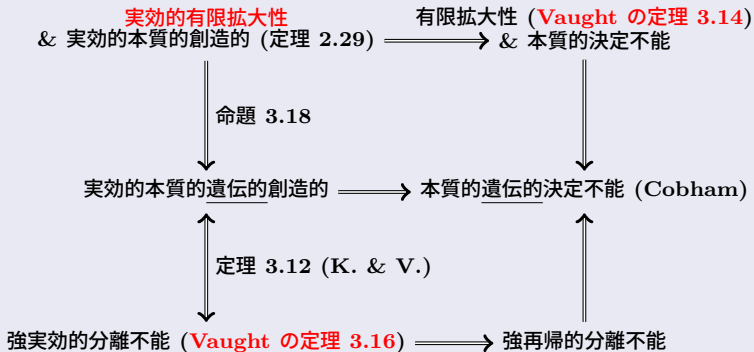 実効的有限拡大性
& 実効的本質的創造的 (定理 2.29)
有限拡大性 (Vaught の定理 3.14)
& 本質的決定不能
命題 3.18
実効的本質的遺伝的創造的
本質的遺伝的決定不能 (Cobham)
定理 3.12 (K. & V.)
強実効的分離不能 (Vaught の定理 3.16)
強再帰的分離不能